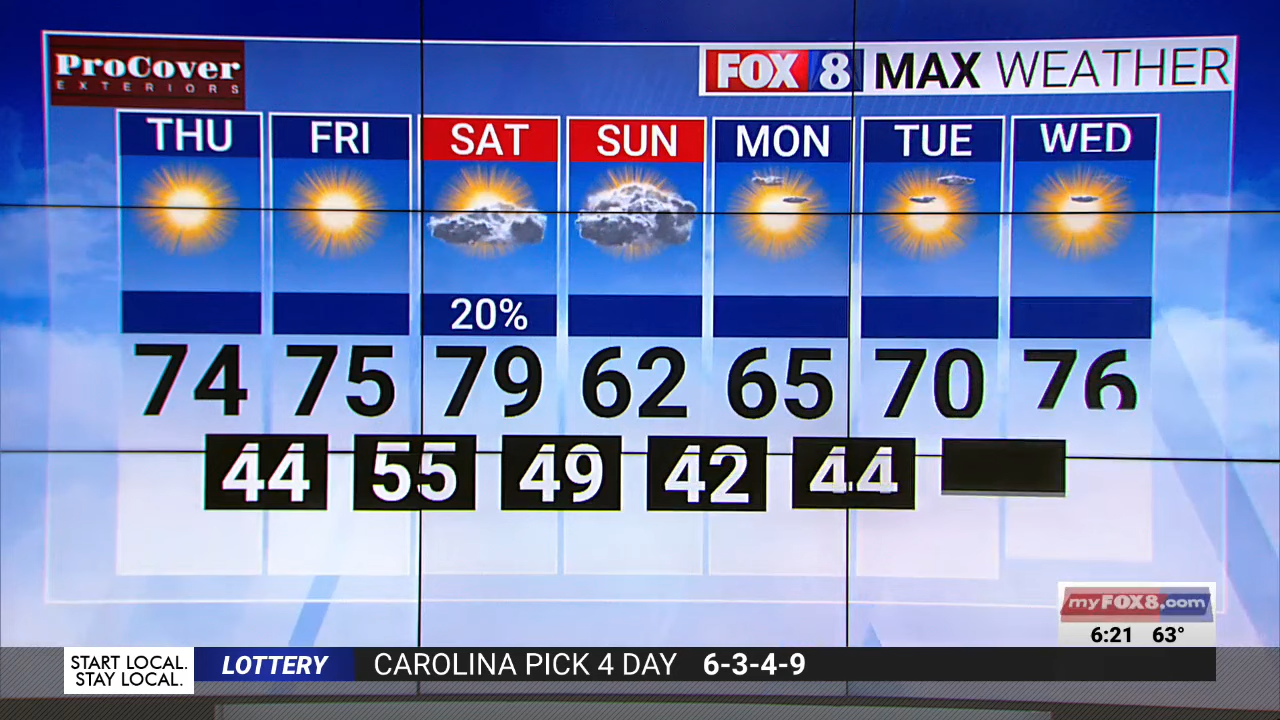 ProCover
EXTERIORS
FOX 8 MAX WEATHER
THU FRI SAT SUN MON TUE WED
20%
74 75 79 62 65 70 76
44 55 49 42 44
myFOX8.com
6:21 63°
START LOCAL.
STAY LOCAL.
LOTTERY CAROLINA PICK 4 DAY 6-3-4-9